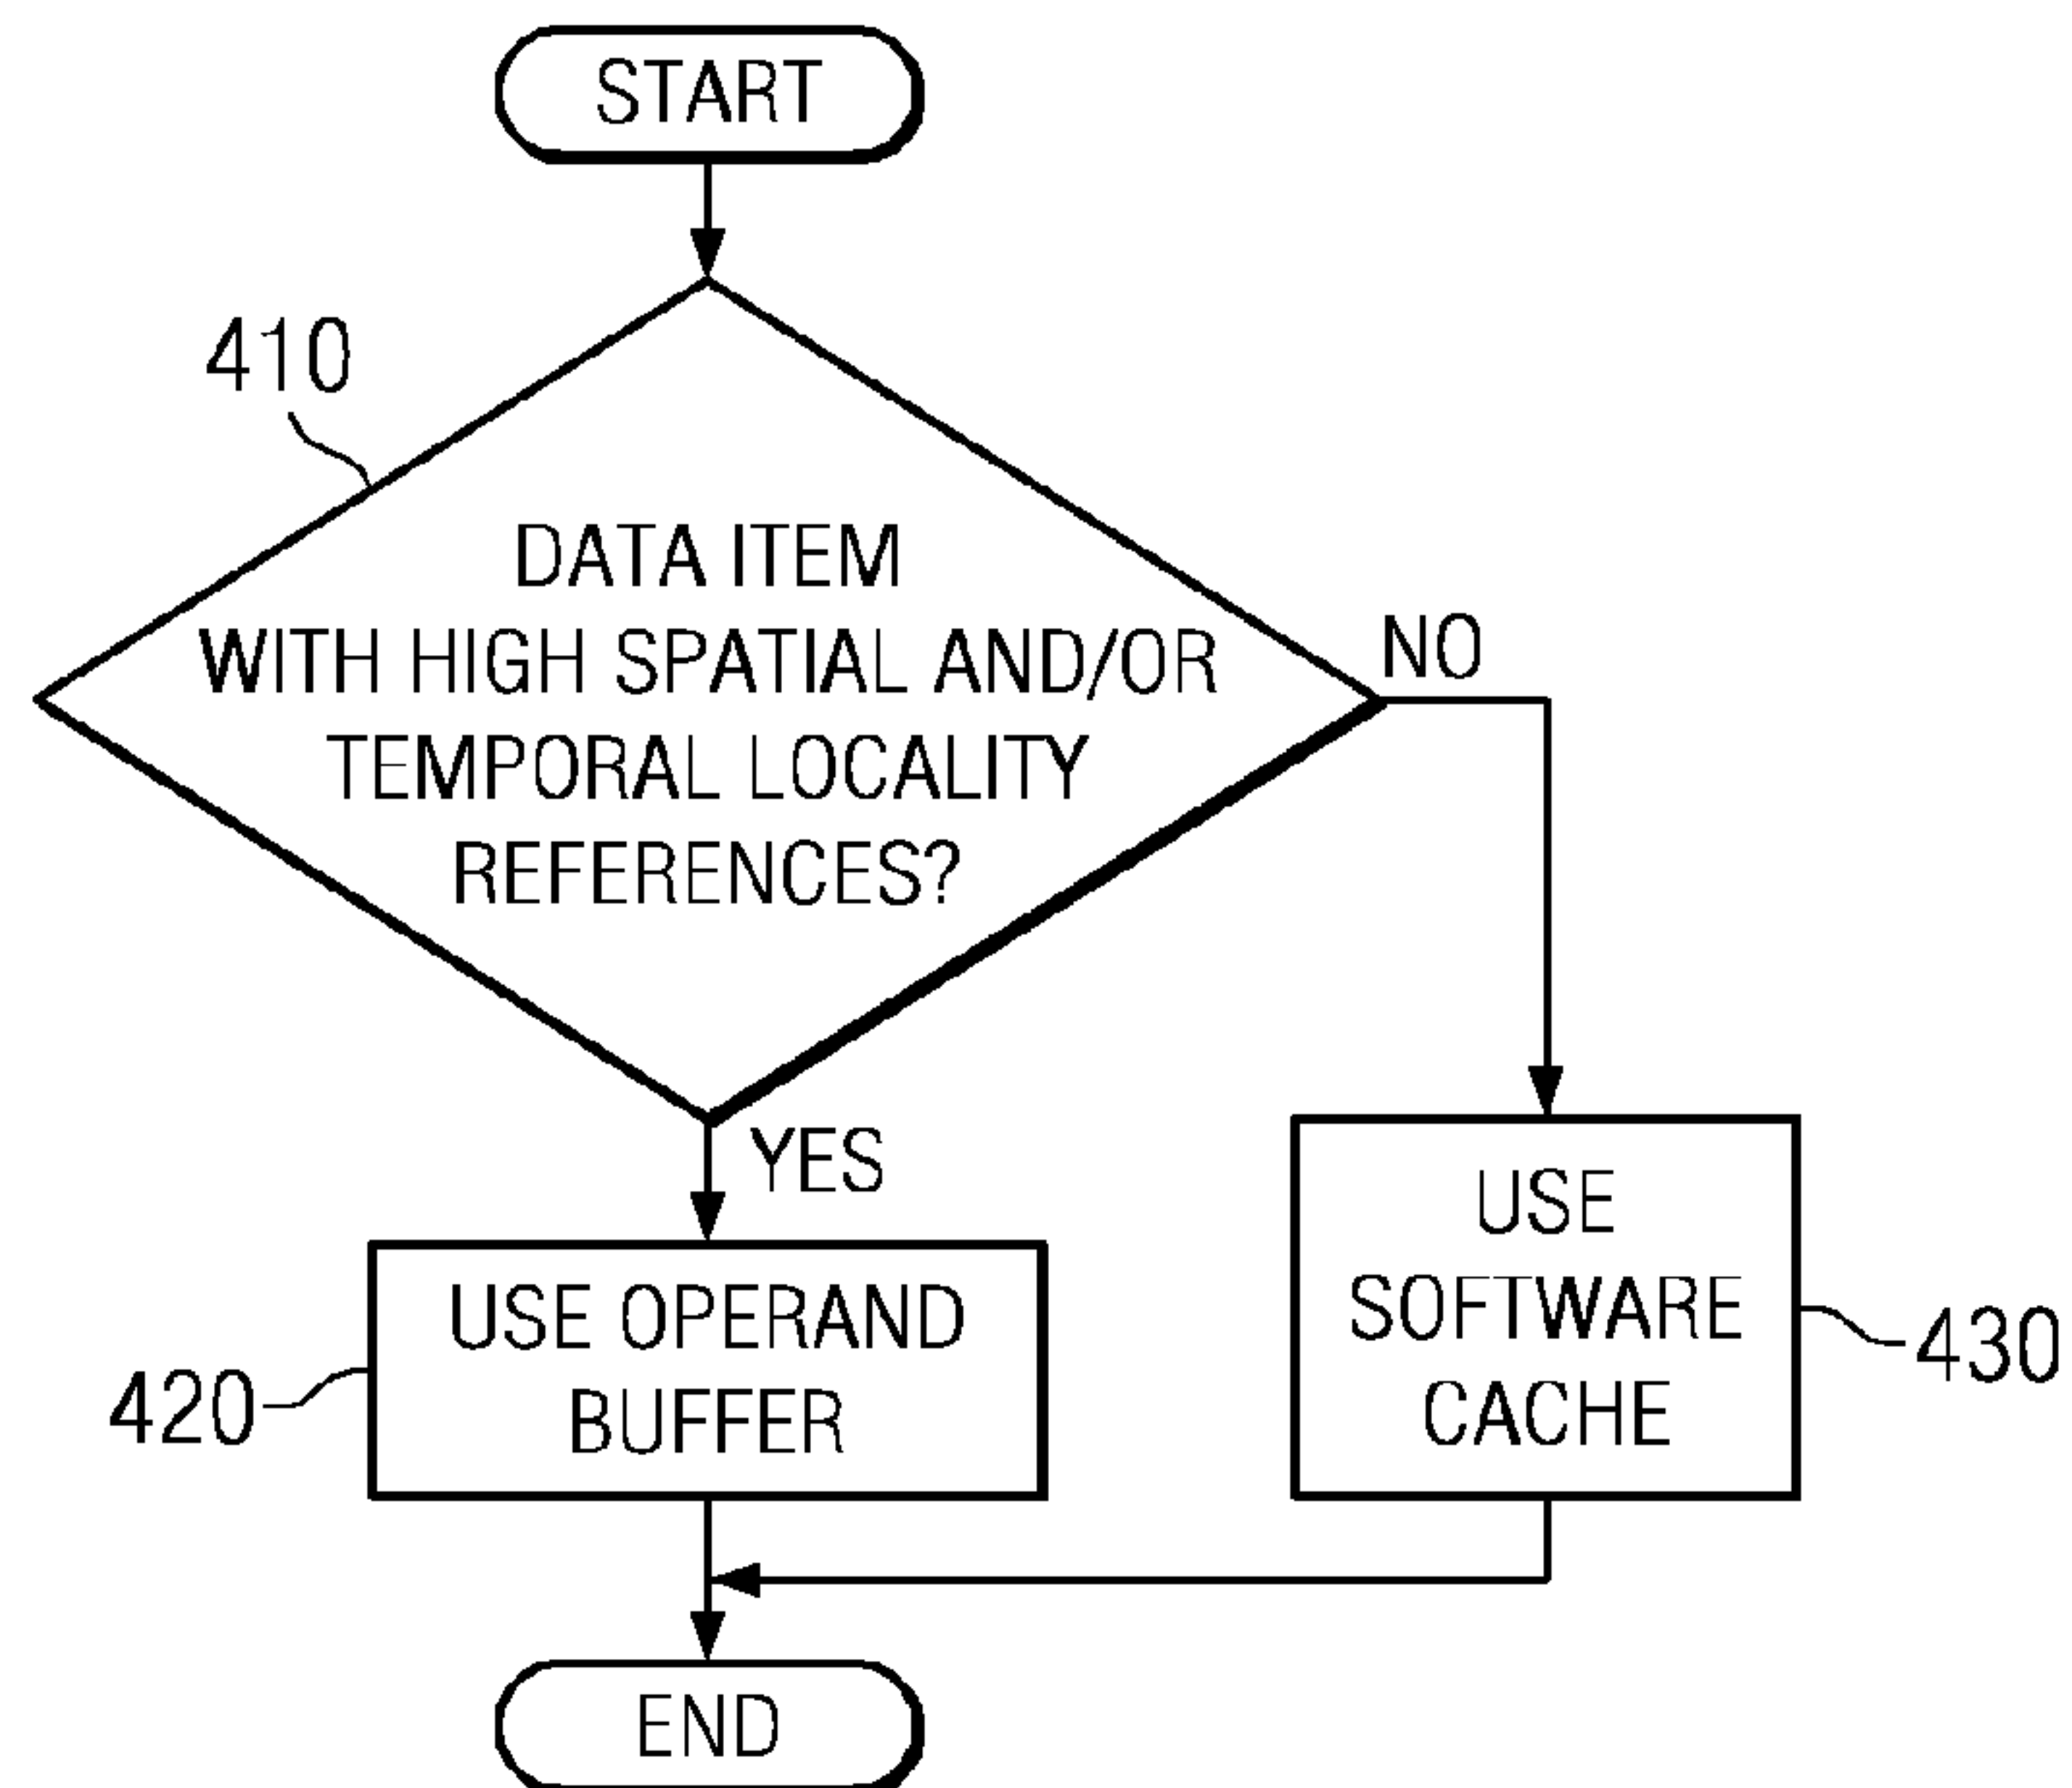 START
410
DATA ITEM
WITH HIGH SPATIAL AND/OR
TEMPORAL LOCALITY
REFERENCES?
NO
YES
USE OPERAND
BUFFER
420
USE
SOFTWARE
CACHE
430
END